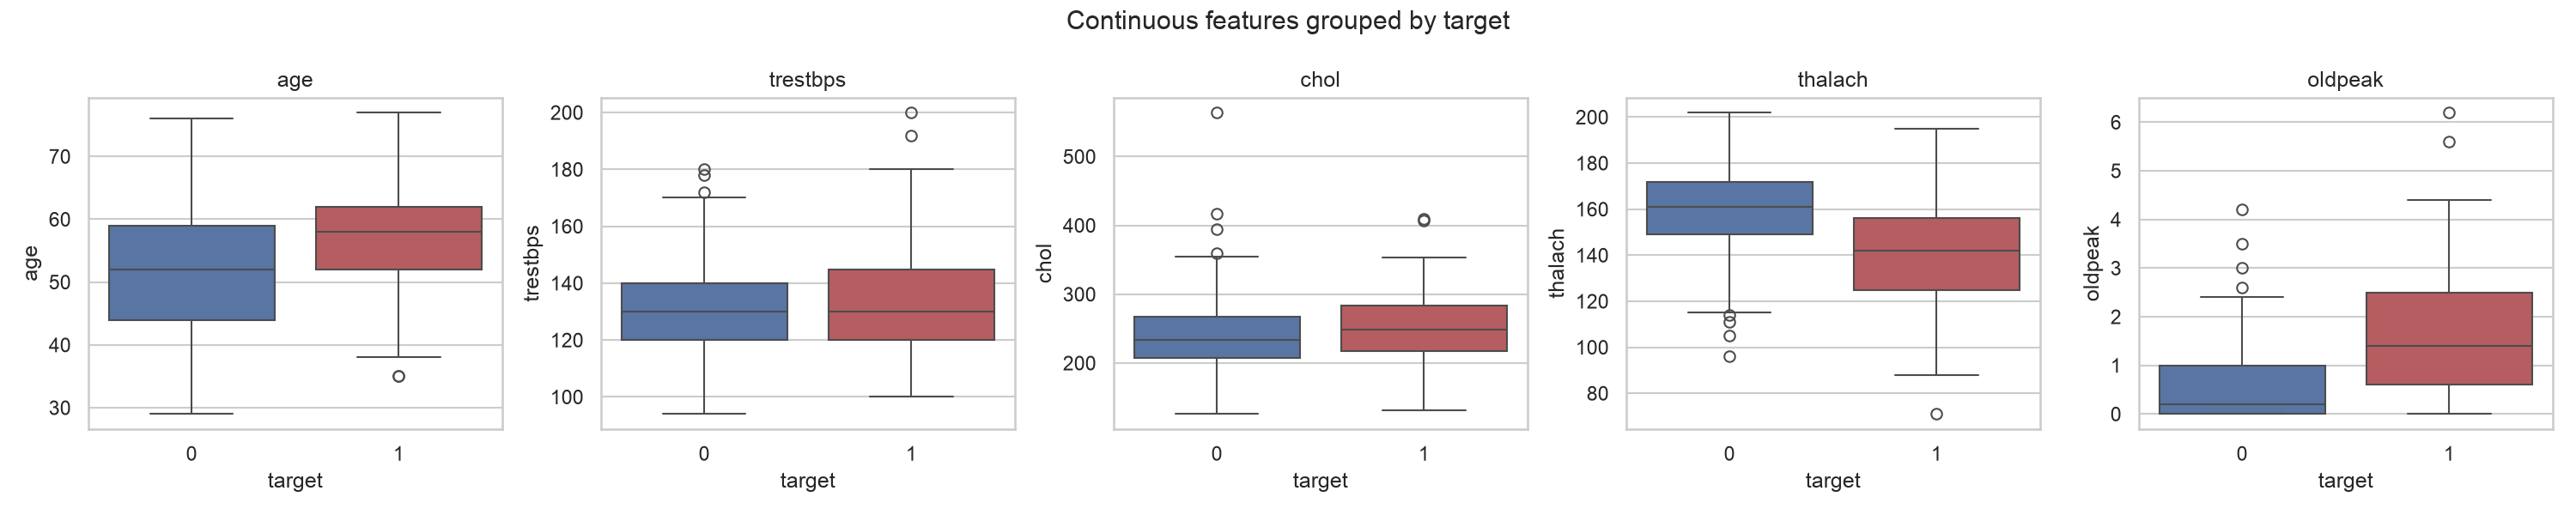 Continuous features grouped by target
age
age
70
60
50
40
30
0 1
target
trestbps
trestbps
200
180
160
140
120
100
0 1
target
chol
chol
500
400
300
200
0 1
target
thalach
thalach
200
180
160
140
120
100
80
0 1
target
oldpeak
oldpeak
6
5
4
3
2
1
0
0 1
target